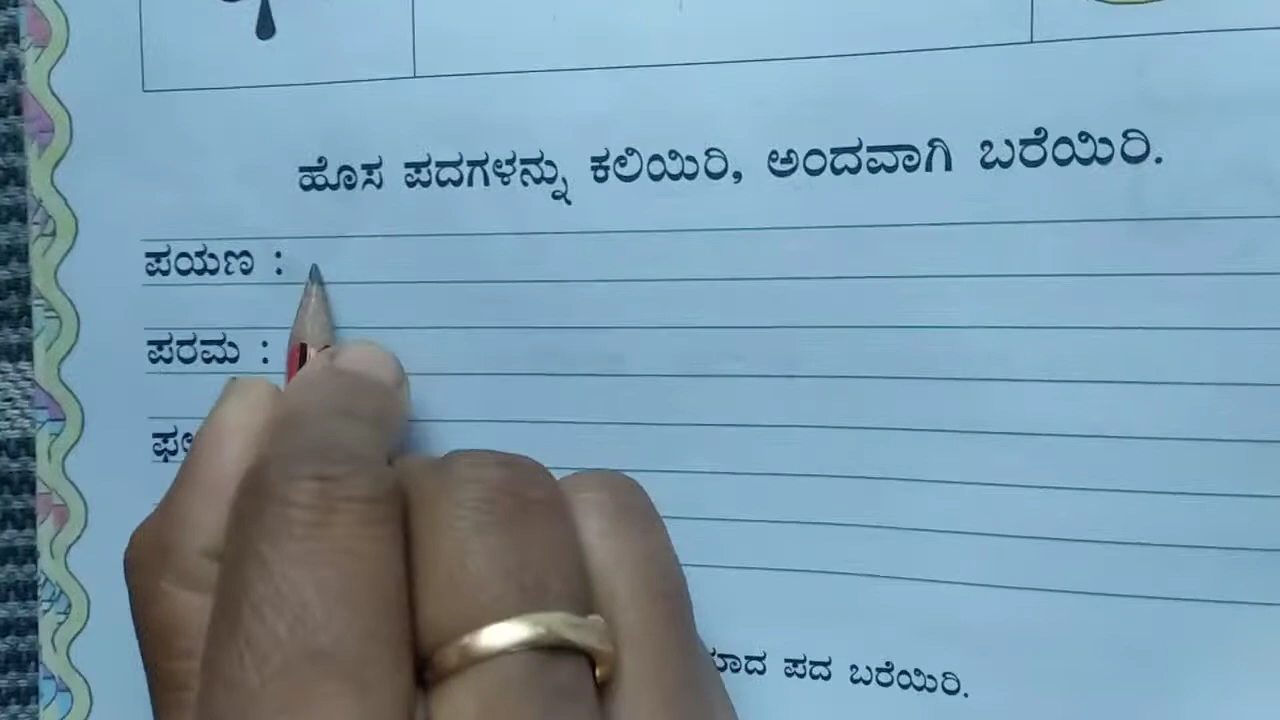 ಹೊಸ ಪದಗಳನ್ನು ಕಲಿಯಿರಿ, ಅಂದವಾಗಿ ಬರೆಯಿರಿ.
ಪಯಣ :
ಪರಮ :
ಪದ ಬರೆಯಿರಿ.